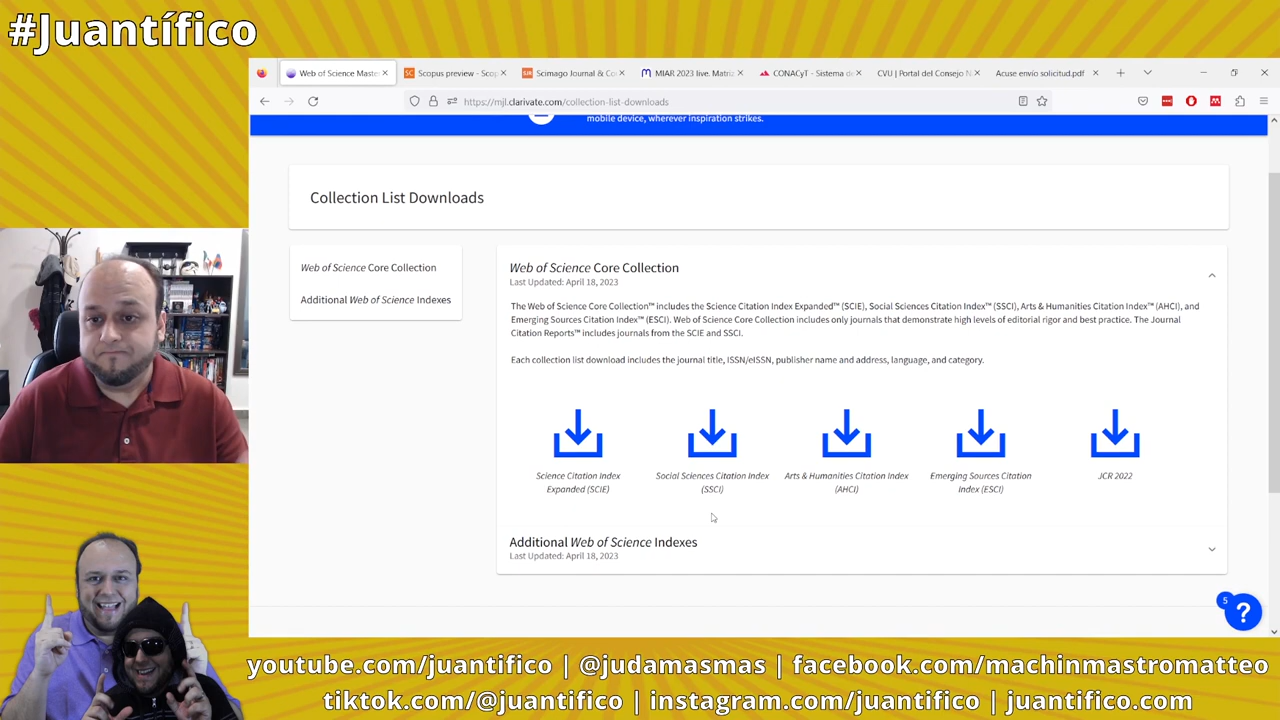 #Juantífico
Web of Science Master
Scopus preview - Scop
Scimago Journal & Cou
MIAR 2023 live. Matriz
CONACyT - Sistema de
CVU | Portal del Consejo N
Acuse envío solicitud.pdf
https://mjl.clarivate.com/collection-list-downloads
mobile device, wherever inspiration strikes.
Collection List Downloads
Web of Science Core Collection
Additional Web of Science Indexes
Web of Science Core Collection
Last Updated: April 18, 2023
The Web of Science Core Collection™ includes the Science Citation Index Expanded™ (SCIE), Social Sciences Citation Index™ (SSCI), Arts & Humanities Citation Index™ (AHCI), and
Emerging Sources Citation Index™ (ESCI). Web of Science Core Collection includes only journals that demonstrate high levels of editorial rigor and best practice. The Journal
Citation Reports™ includes journals from the SCIE and SSCI.
Each collection list download includes the journal title, ISSN/eISSN, publisher name and address, language, and category.
Science Citation Index
Expanded (SCIE)
Social Sciences Citation Index
(SSCI)
Arts & Humanities Citation Index
(AHCI)
Emerging Sources Citation
Index (ESCI)
JCR 2022
Additional Web of Science Indexes
Last Updated: April 18, 2023
5
?
youtube.com/juantifico | @judamasmas | facebook.com/machinmastromatteo
tiktok.com/@juantifico | instagram.com/juantifico | juantifico.com